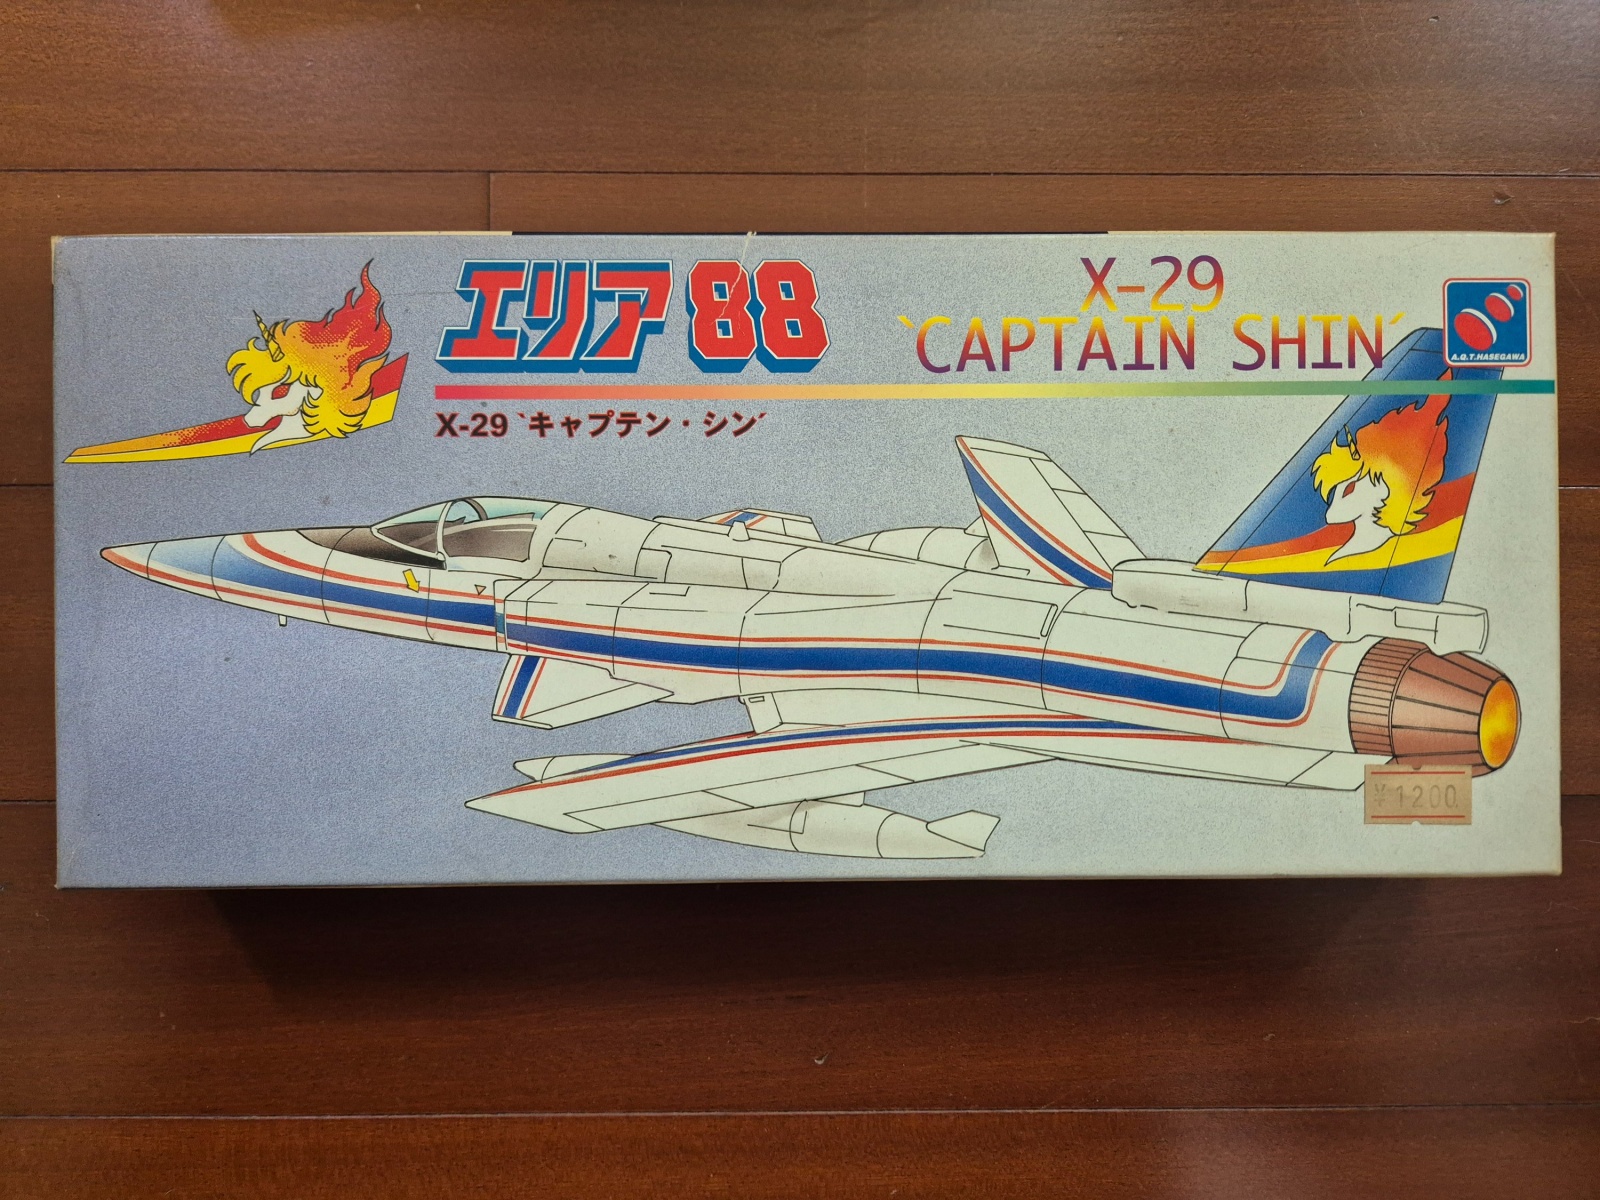 エリア88
X-29
`CAPTAIN SHIN´
X-29 `キャプテン・シン´
A.Q.T.HASEGAWA
¥1200